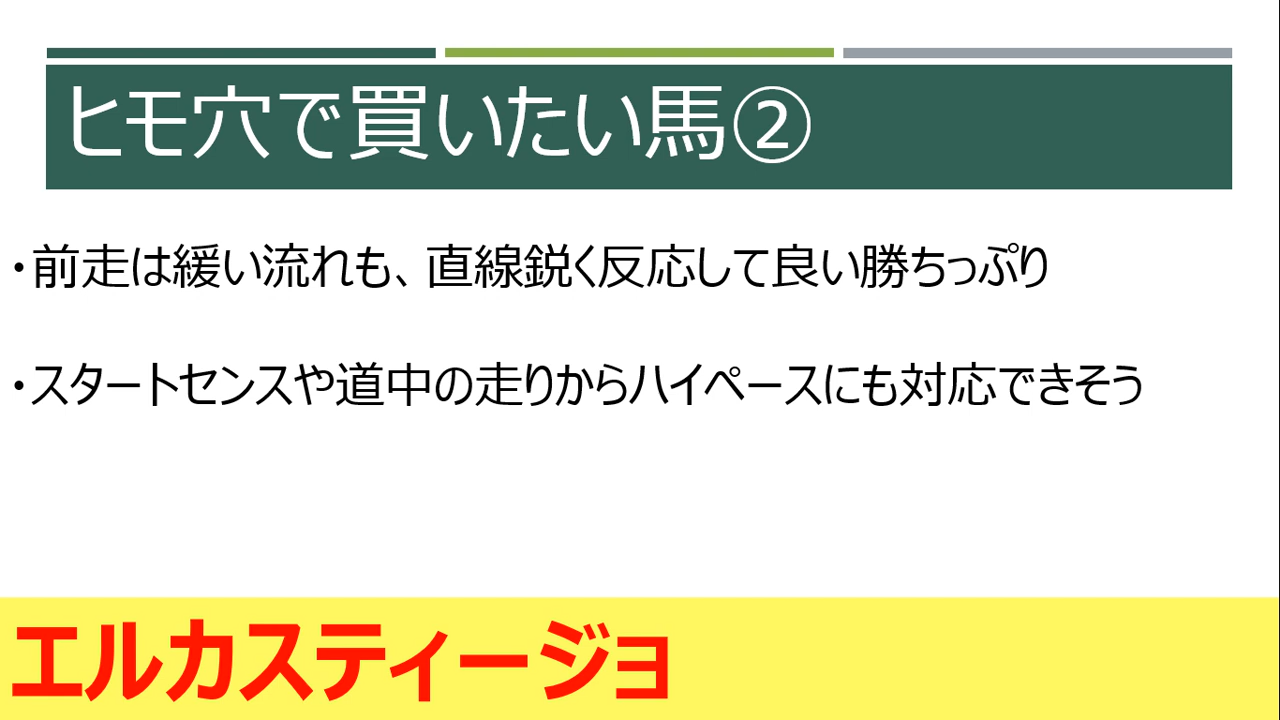 ヒモ穴で買いたい馬②
・前走は緩い流れも、直線鋭く反応して良い勝ちっぷり
・スタートセンスや道中の走りからハイペースにも対応できそう
エルカスティージョ